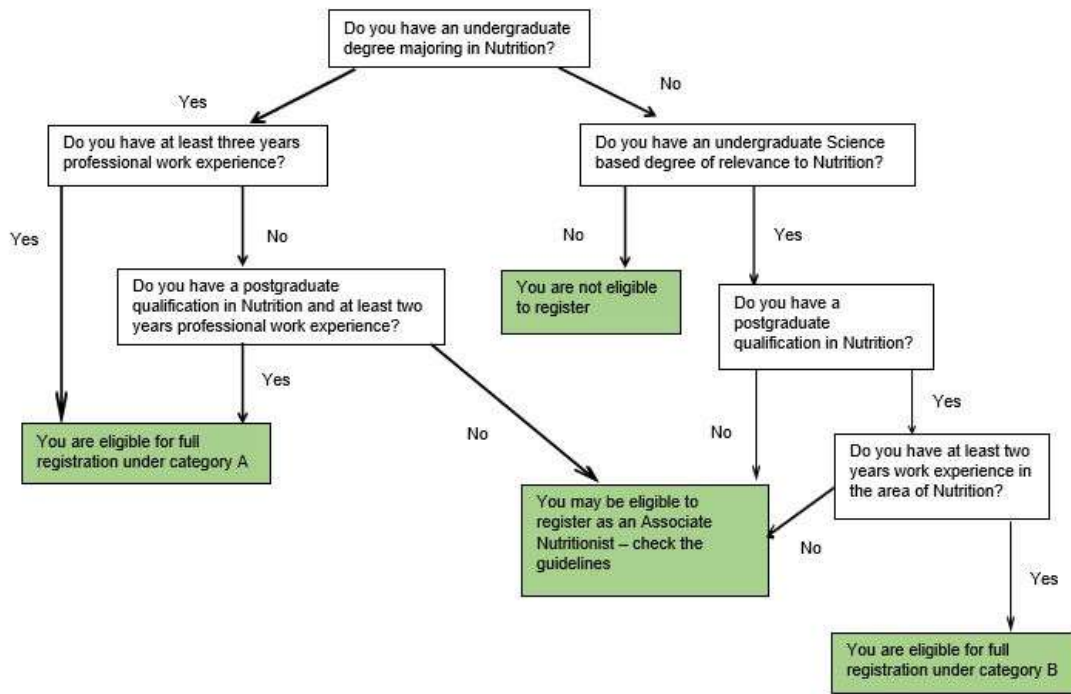 Do you have an undergraduate
degree majoring in Nutrition?
Yes
No
Do you have at least three years
professional work experience?
Do you have an undergraduate Science
based degree of relevance to Nutrition?
Yes
No
No
Yes
Do you have a postgraduate
qualification in Nutrition and at least two
years professional work experience?
You are not eligible
to register
Do you have a
postgraduate
qualification in Nutrition?
Yes
No
No
Yes
You are eligible for full
registration under category A
Do you have at least two
years work experience in
the area of Nutrition?
You may be eligible to
register as an Associate
Nutritionist – check the
guidelines
No
Yes
You are eligible for full
registration under category B